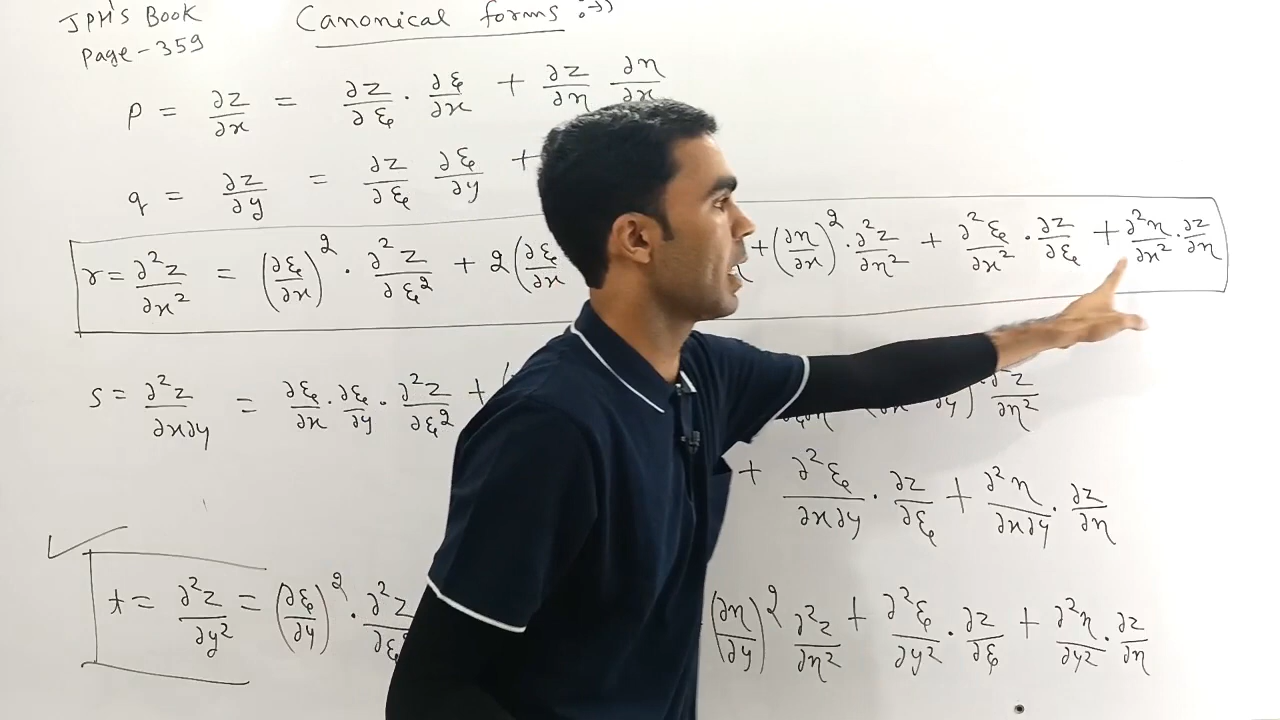 JPH's Book
Page-359
Canonical forms :→
p = ∂z/∂x = ∂z/∂ξ · ∂ξ/∂x + ∂z/∂η ∂η/∂x
q = ∂z/∂y = ∂z/∂ξ ∂ξ/∂y +
r = ∂²z/∂x² = (∂ξ/∂x)² · ∂²z/∂ξ² + 2(∂ξ/∂x + (∂η/∂x)² · ∂²z/∂η² + ∂²ξ/∂x² · ∂z/∂ξ + ∂²η/∂x² · ∂z/∂η
s = ∂²z/∂x∂y = ∂ξ/∂x · ∂ξ/∂y · ∂²z/∂ξ² + ∂²z/∂η²
+ ∂²ξ/∂x∂y · ∂z/∂ξ + ∂²η/∂x∂y · ∂z/∂η
t = ∂²z/∂y² = (∂ξ/∂y)² · ∂²z/∂ξ² (∂η/∂y)² ∂²z/∂η² + ∂²ξ/∂y² · ∂z/∂ξ + ∂²η/∂y² · ∂z/∂η